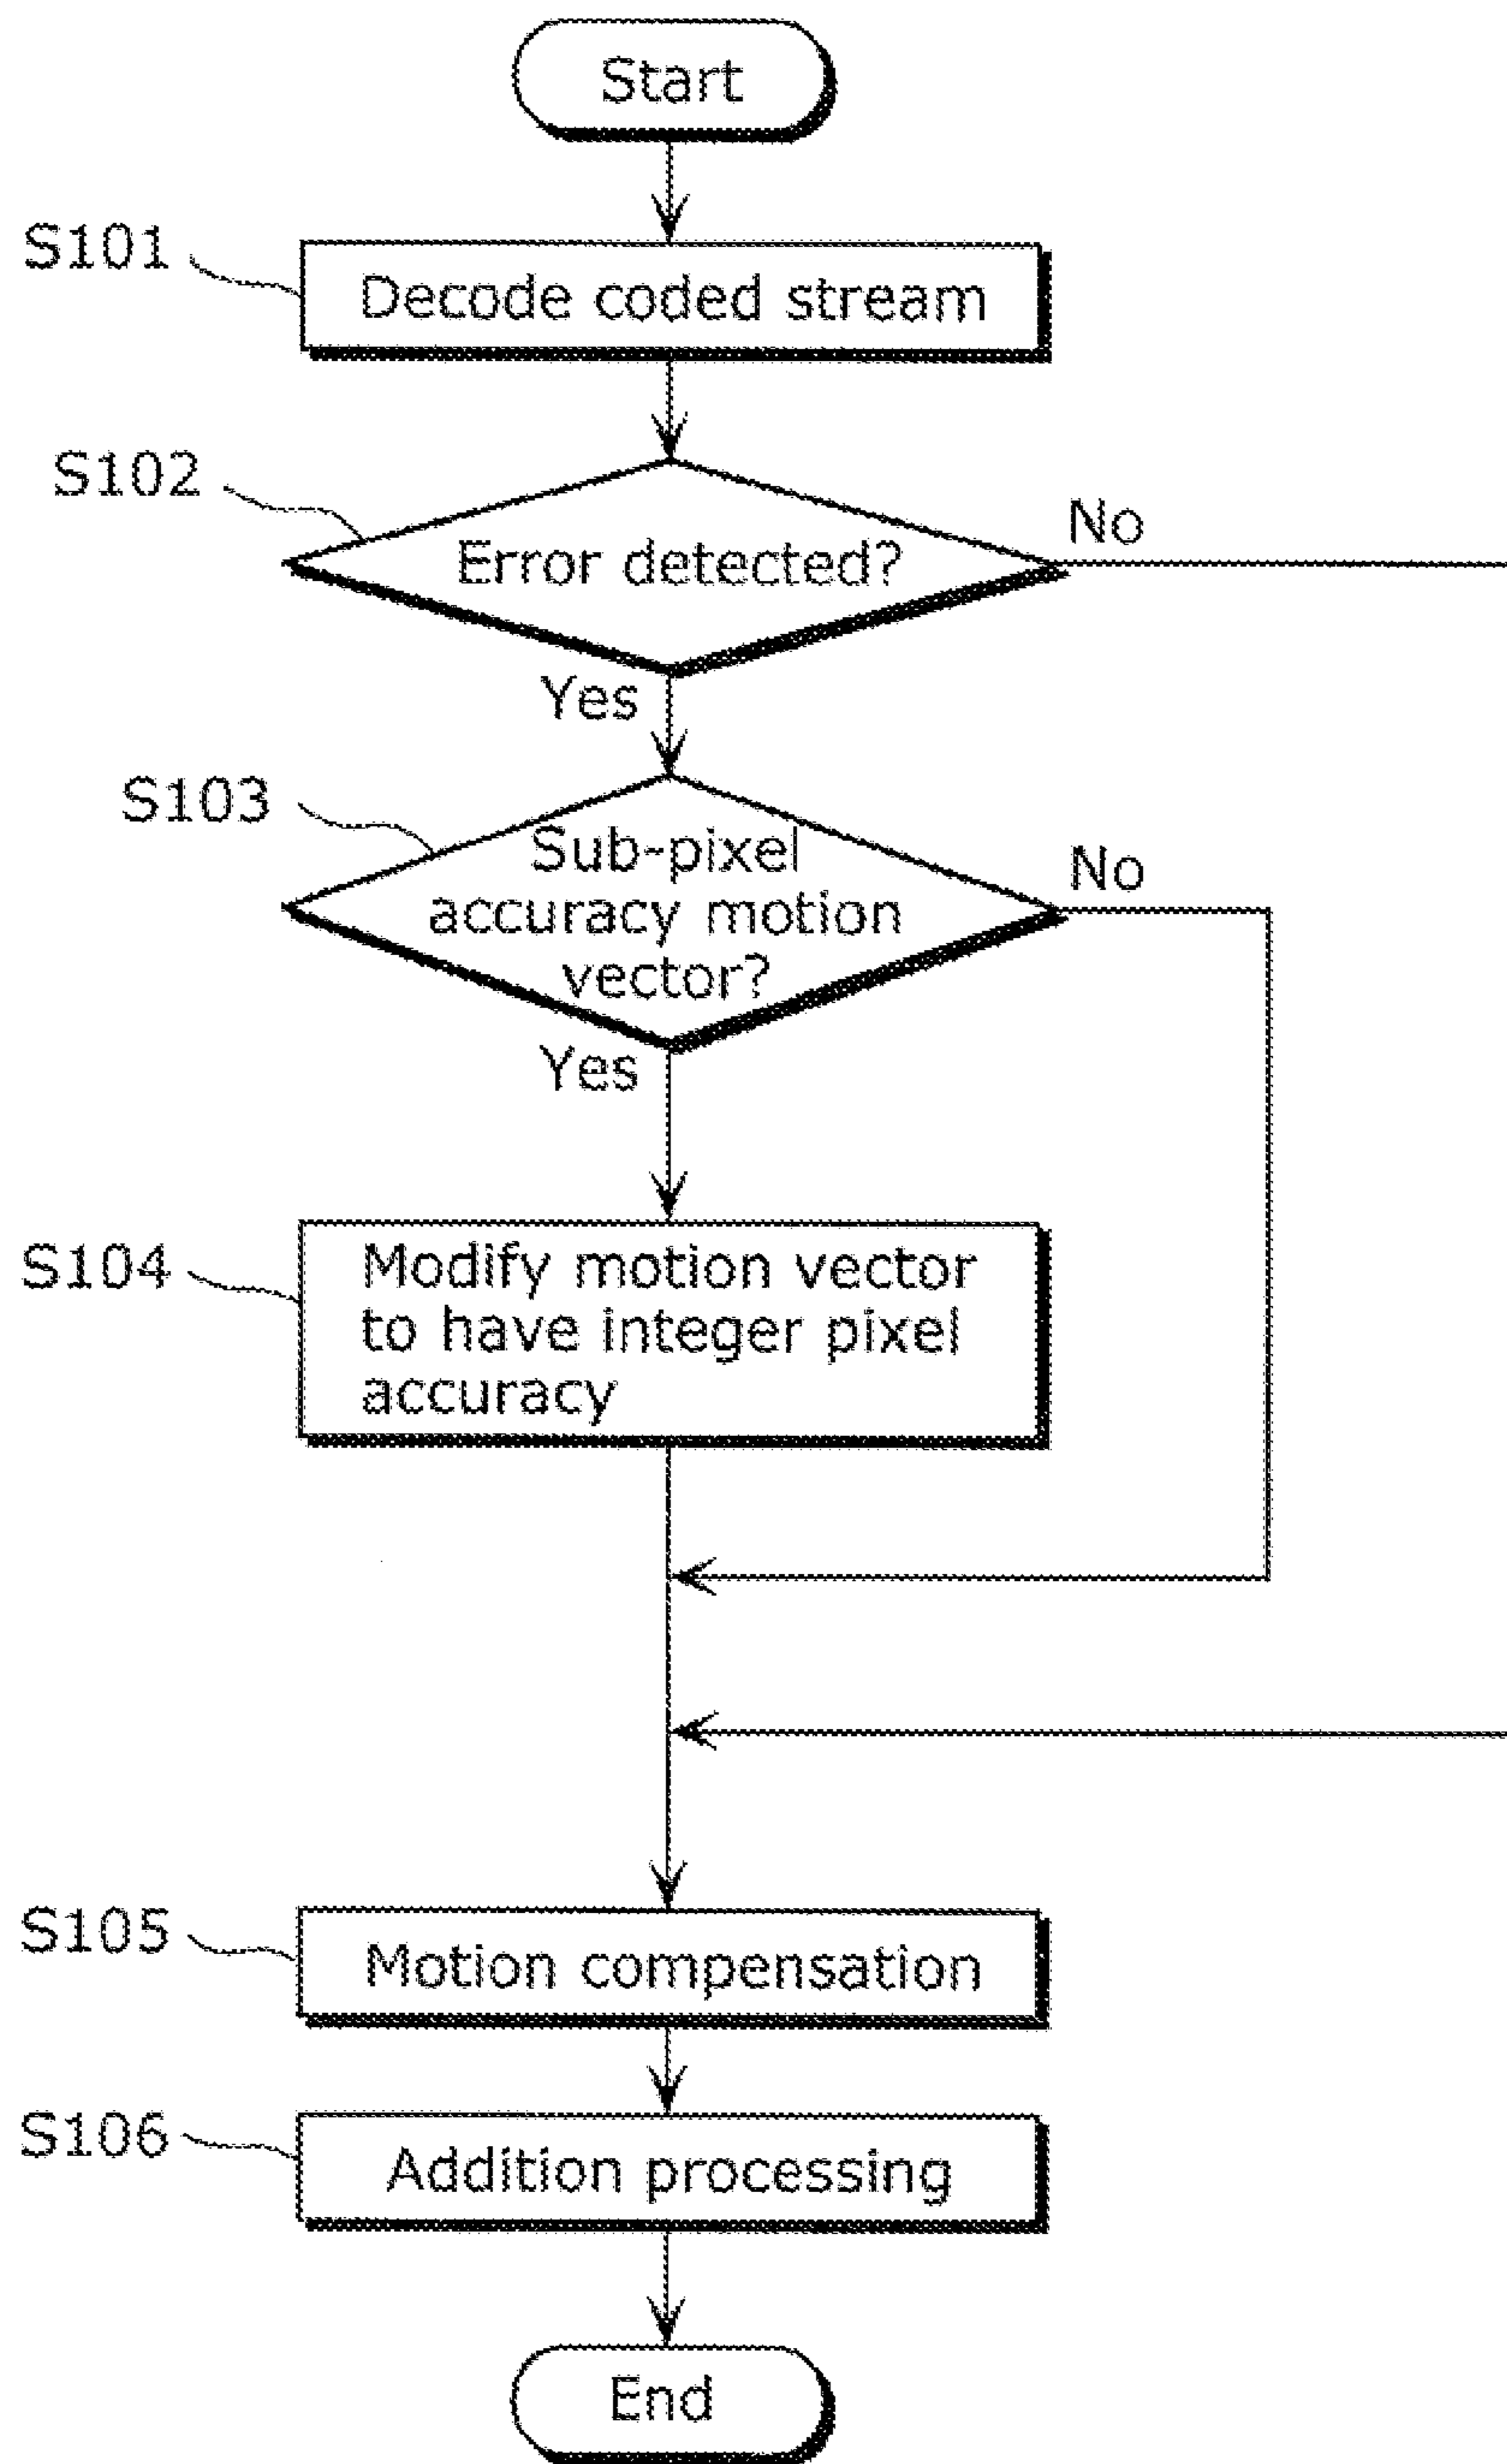 Start
S101
Decode coded stream
S102
Error detected?
No
Yes
S103
Sub-pixel
accuracy motion
vector?
No
Yes
S104
Modify motion vector
to have integer pixel
accuracy
S105
Motion compensation
S106
Addition processing
End